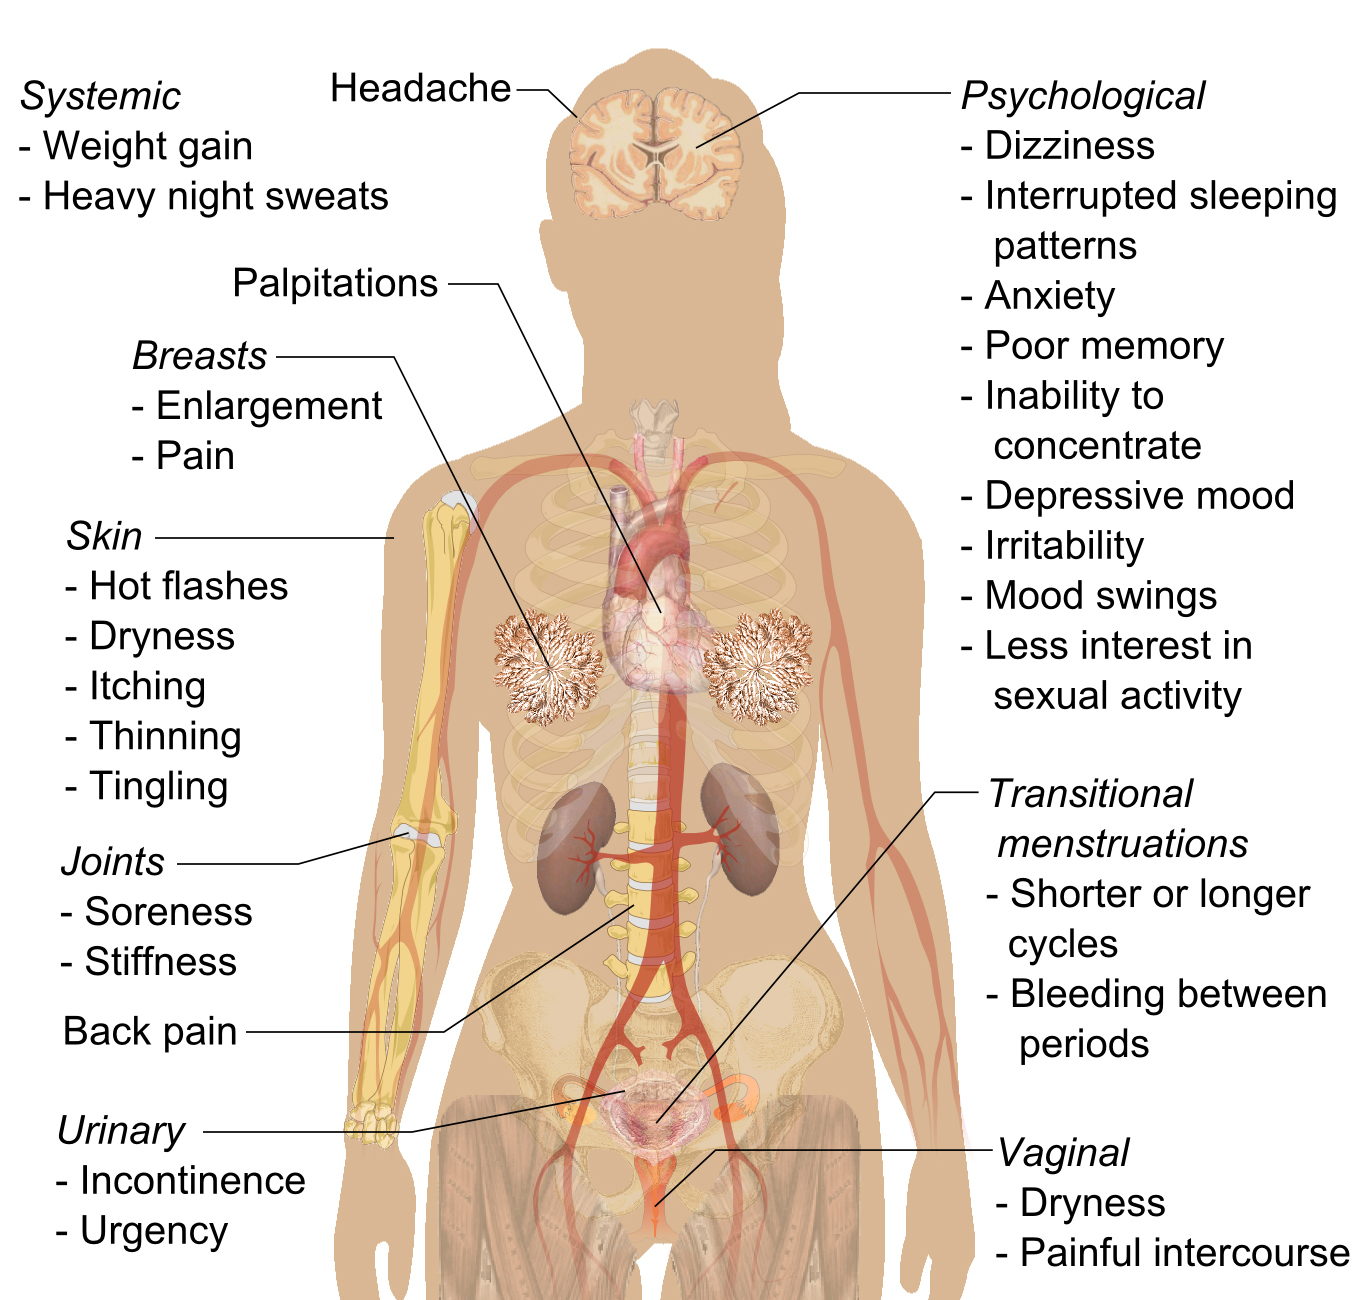 Systemic
- Weight gain
- Heavy night sweats
Headache
Palpitations
Breasts
- Enlargement
- Pain
Skin
- Hot flashes
- Dryness
- Itching
- Thinning
- Tingling
Joints
- Soreness
- Stiffness
Back pain
Urinary
- Incontinence
- Urgency
Psychological
- Dizziness
- Interrupted sleeping
patterns
- Anxiety
- Poor memory
- Inability to
concentrate
- Depressive mood
- Irritability
- Mood swings
- Less interest in
sexual activity
Transitional
menstruations
- Shorter or longer
cycles
- Bleeding between
periods
Vaginal
- Dryness
- Painful intercourse